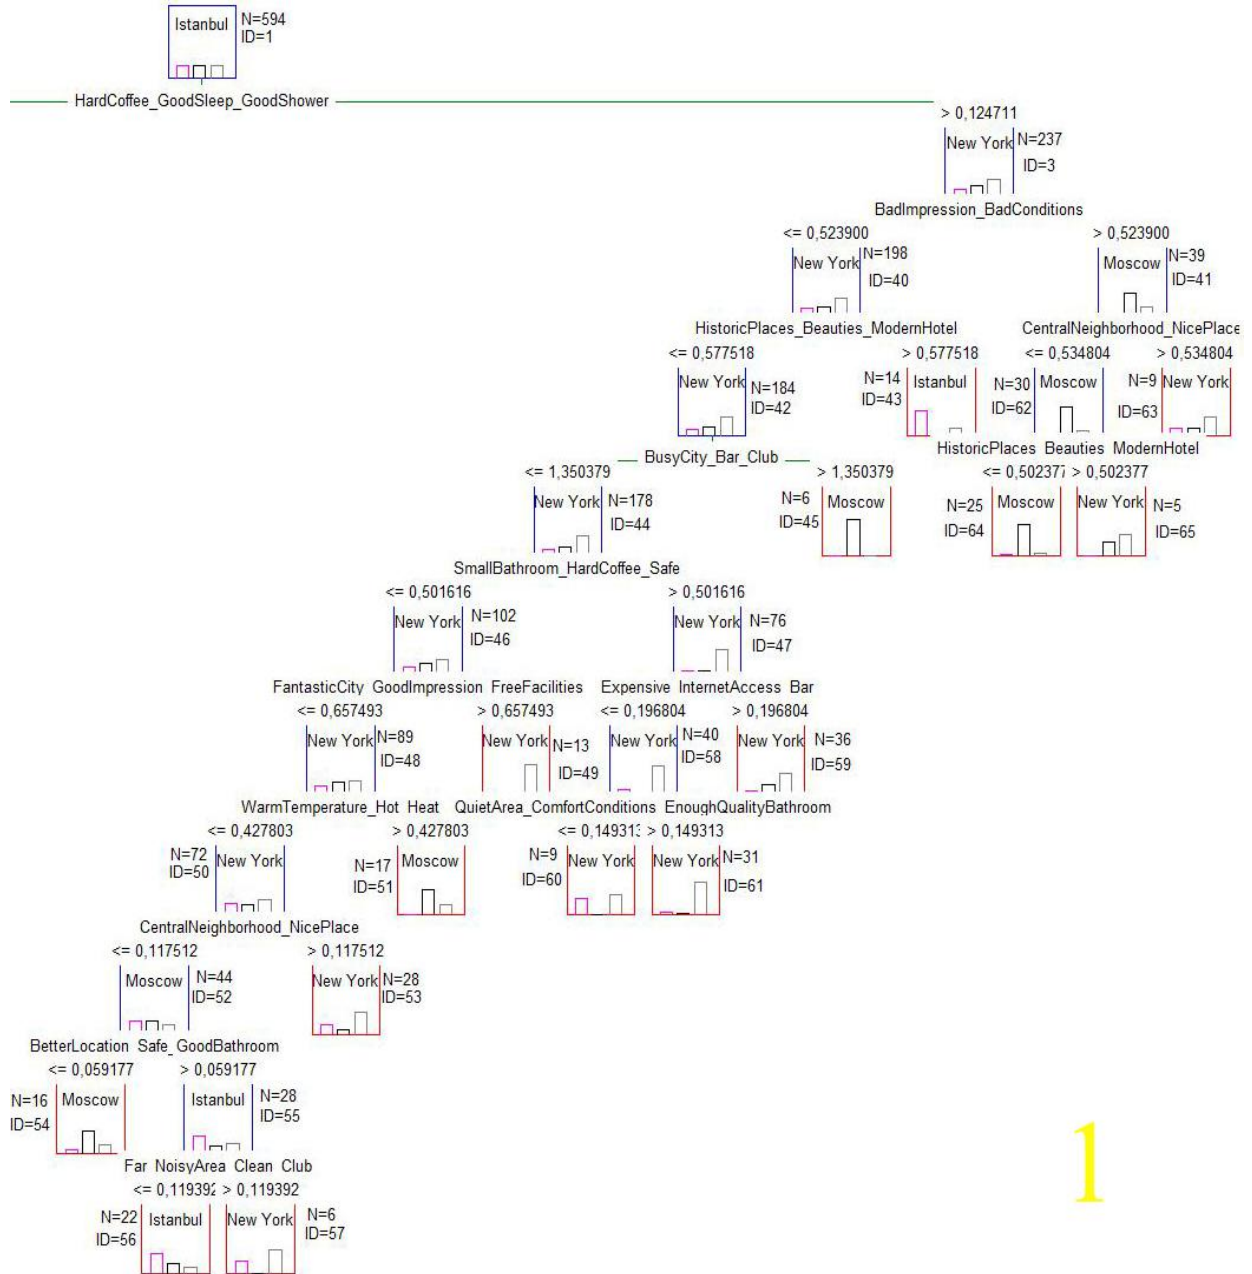 Istanbul N=594
ID=1
HardCoffee_GoodSleep_GoodShower
> 0,124711
New York N=237
ID=3
BadImpression_BadConditions
<= 0,523900 > 0,523900
New York N=198 Moscow N=39
ID=40 ID=41
HistoricPlaces_Beauties_ModernHotel CentralNeighborhood_NicePlace
<= 0,577518 > 0,577518 <= 0,534804 > 0,534804
New York N=184 N=14 Istanbul N=30 Moscow N=9 New York
ID=42 ID=43 ID=62 ID=63
HistoricPlaces_Beauties_ModernHotel
BusyCity_Bar_Club
<= 1,350379 > 1,350379 <= 0,502377 > 0,502377
New York N=178 N=6 Moscow N=25 Moscow New York N=5
ID=44 ID=45 ID=64 ID=65
SmallBathroom_HardCoffee_Safe
<= 0,501616 > 0,501616
New York N=102 New York N=76
ID=46 ID=47
FantasticCity_GoodImpression_FreeFacilities Expensive_InternetAccess_Bar
<= 0,657493 > 0,657493 <= 0,196804 > 0,196804
New York N=89 New York N=13 New York N=40 New York N=36
ID=48 ID=49 ID=58 ID=59
WarmTemperature_Hot_Heat QuietArea_ComfortConditions_EnoughQualityBathroom
<= 0,427803 > 0,427803 <= 0,149313 > 0,149313
N=72 New York N=17 Moscow N=9 New York New York N=31
ID=50 ID=51 ID=60 ID=61
CentralNeighborhood_NicePlace
<= 0,117512 > 0,117512
Moscow N=44 New York N=28
ID=52 ID=53
BetterLocation_Safe_GoodBathroom
<= 0,059177 > 0,059177
N=16 Moscow Istanbul N=28
ID=54 ID=55
Far_NoisyArea_Clean_Club
<= 0,119392 > 0,119392
N=22 Istanbul New York N=6
ID=56 ID=57
1